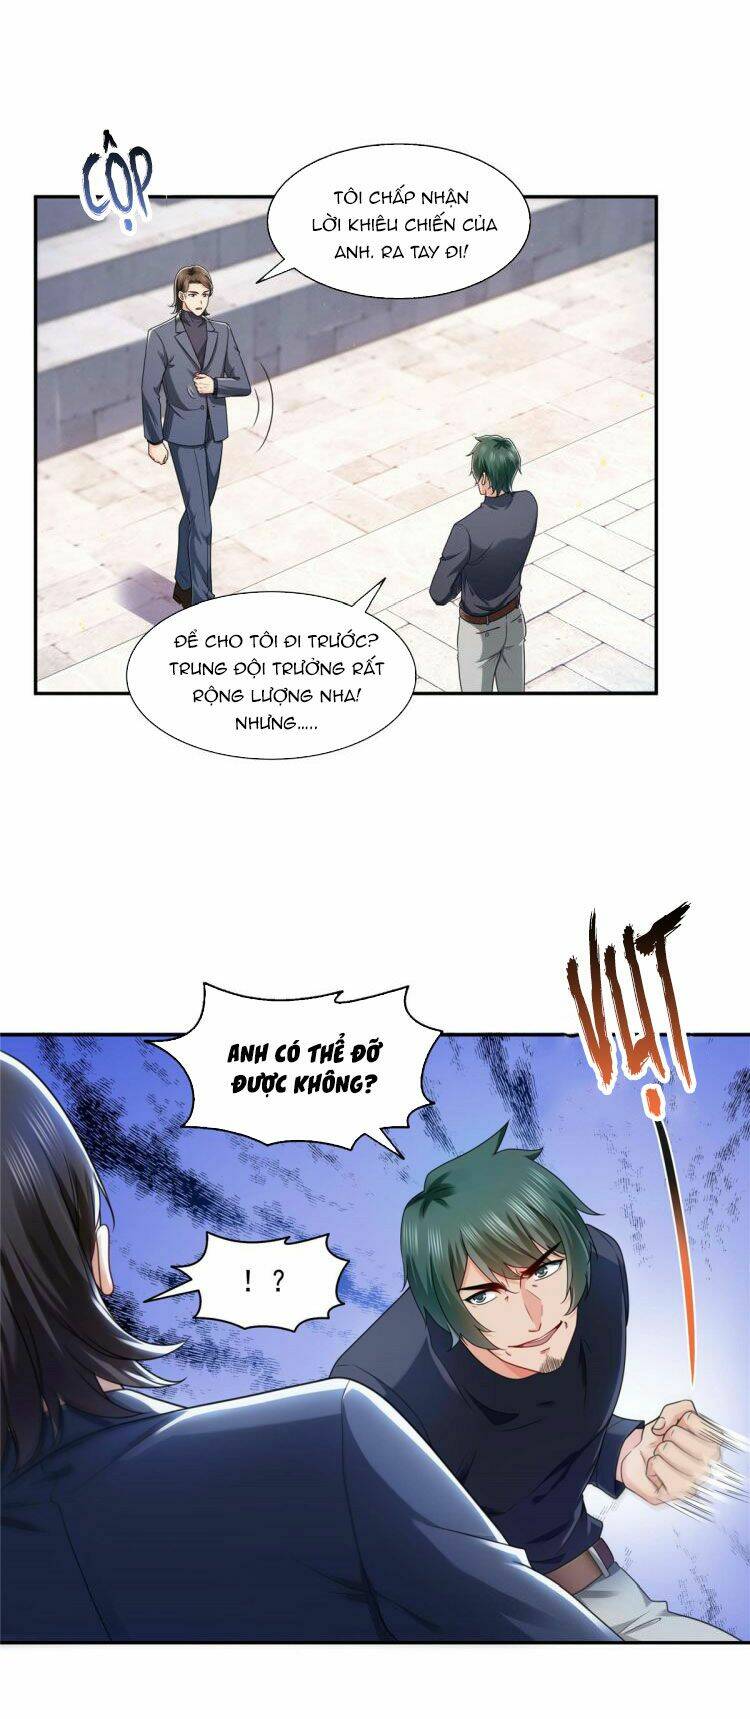 CỘP
TÔI CHẤP NHẬN
LỜI KHIÊU CHIẾN CỦA
ANH. RA TAY ĐI!
ĐỂ CHO TÔI ĐI TRƯỚC?
TRUNG ĐỘI TRƯỞNG RẤT
RỘNG LƯỢNG NHA!
NHƯNG.....
VỤT
ANH CÓ THỂ ĐỠ
ĐƯỢC KHÔNG?
! ?